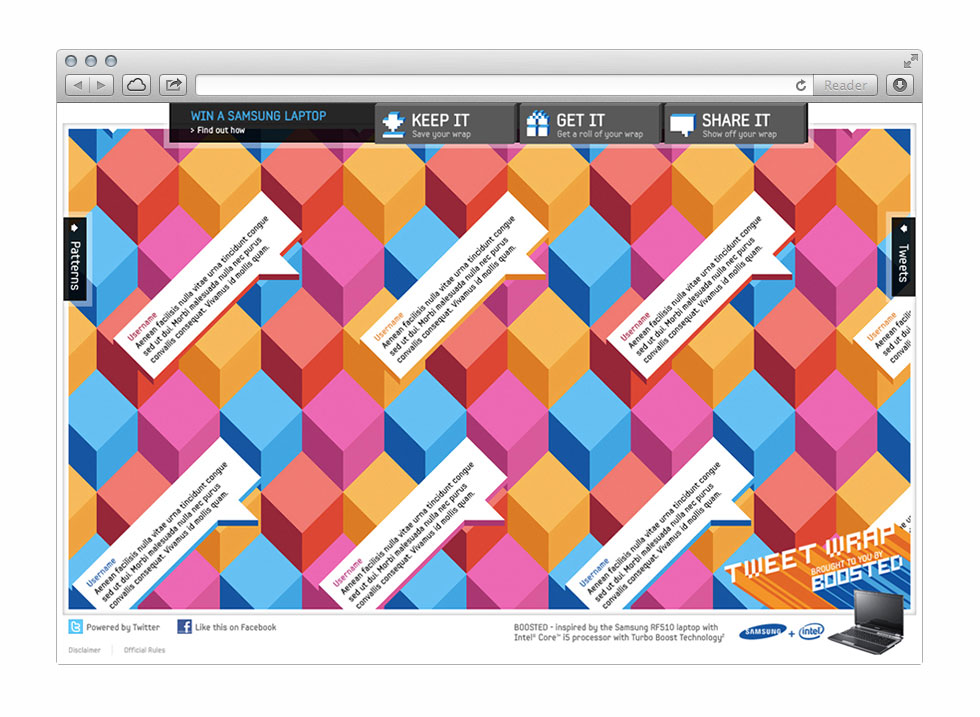 Reader
WIN A SAMSUNG LAPTOP
> Find out how
KEEP IT
Save your wrap
GET IT
Get a roll of your wrap
SHARE IT
Show off your wrap
Patterns
Tweets
Username
Aenean facilisis nulla vitae urna tincidunt congue
sed ut dui. Morbi malesuada nulla nec purus
convallis consequat. Vivamus id mollis quam.
Username
Aenean facilisis nulla vitae urna tincidunt congue
sed ut dui. Morbi malesuada nulla nec purus
convallis consequat. Vivamus id mollis quam.
Username
Aenean facilisis nulla vitae urna tincidunt congue
sed ut dui. Morbi malesuada nulla nec purus
convallis consequat. Vivamus id mollis quam.
Username
Aenean facilis
sed ut dui
convallis
Username
Aenean facilisis nulla vitae urna tincidunt congue
sed ut dui. Morbi malesuada nulla nec purus
convallis consequat. Vivamus id mollis quam.
Username
Aenean facilisis nulla vitae urna tincidunt congue
sed ut dui. Morbi malesuada nulla nec purus
convallis consequat. Vivamus id mollis quam.
Username
Aenean facilisis nulla vitae urna tincidunt congue
sed ut dui. Morbi malesuada nulla nec purus
convallis consequat. Vivamus id mollis quam.
TWEET WRAP
BROUGHT TO YOU BY
BOOSTED
Powered by Twitter
Like this on Facebook
BOOSTED - inspired by the Samsung RF510 laptop with
Intel® Core™ i5 processor with Turbo Boost Technology²
SAMSUNG + intel
Disclaimer | Official Rules